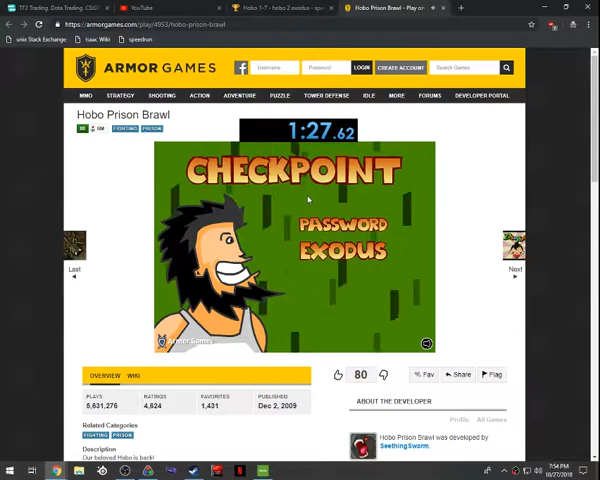 TF2 Trading, Dota Trading, CS:GO
YouTube
Hobo 1-7 - hobo 2 exodus - spe
Hobo Prison Brawl - Play on
https://armorgames.com/play/4953/hobo-prison-brawl
unix Stack Exchange
Isaac Wiki
speedrun
ARMOR GAMES
Username
Password
LOGIN
CREATE ACCOUNT
Search Games
MMO
STRATEGY
SHOOTING
ACTION
ADVENTURE
PUZZLE
TOWER DEFENSE
IDLE
MORE
FORUMS
DEVELOPER PORTAL
Hobo Prison Brawl
80
6M
FIGHTING
PRISON
1:27.62
CHECKPOINT
PASSWORD
EXODUS
Armor Games
Last
Next
OVERVIEW
WIKI
80
Fav
Share
Flag
PLAYS
RATINGS
FAVORITES
PUBLISHED
5,631,276
4,624
1,431
Dec 2, 2009
Related Categories
FIGHTING
PRISON
Description
Our beloved Hobo is back!
ABOUT THE DEVELOPER
Profile
All Games
Hobo Prison Brawl was developed by
SeethingSwarm.
7:54 PM
10/27/2018